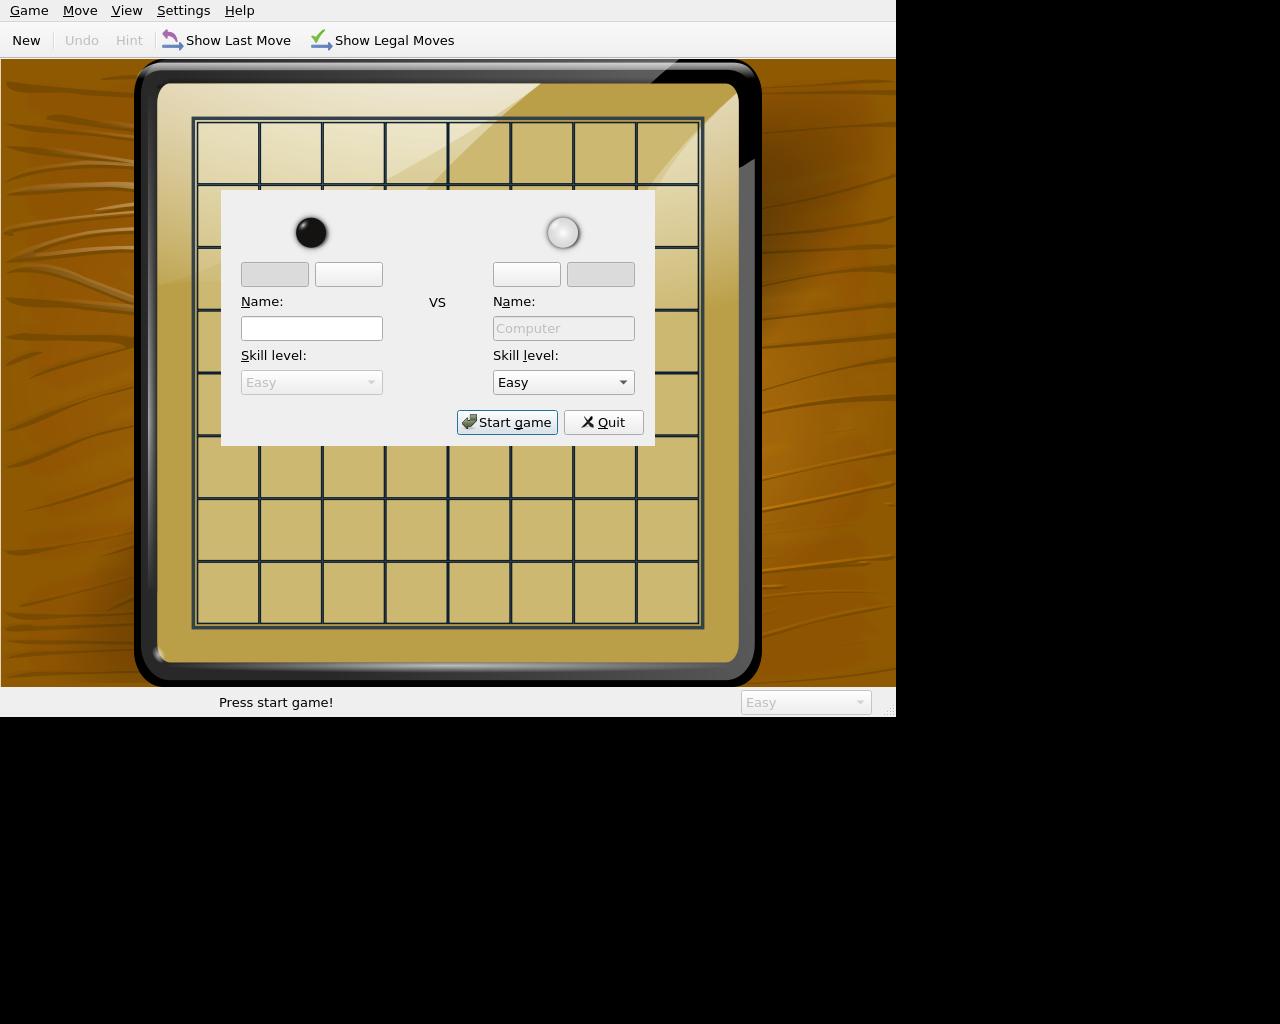 Game Move View Settings Help
New Undo Hint Show Last Move Show Legal Moves
Name: VS Name:
Computer
Skill level: Skill level:
Easy Easy
Start game Quit
Press start game! Easy